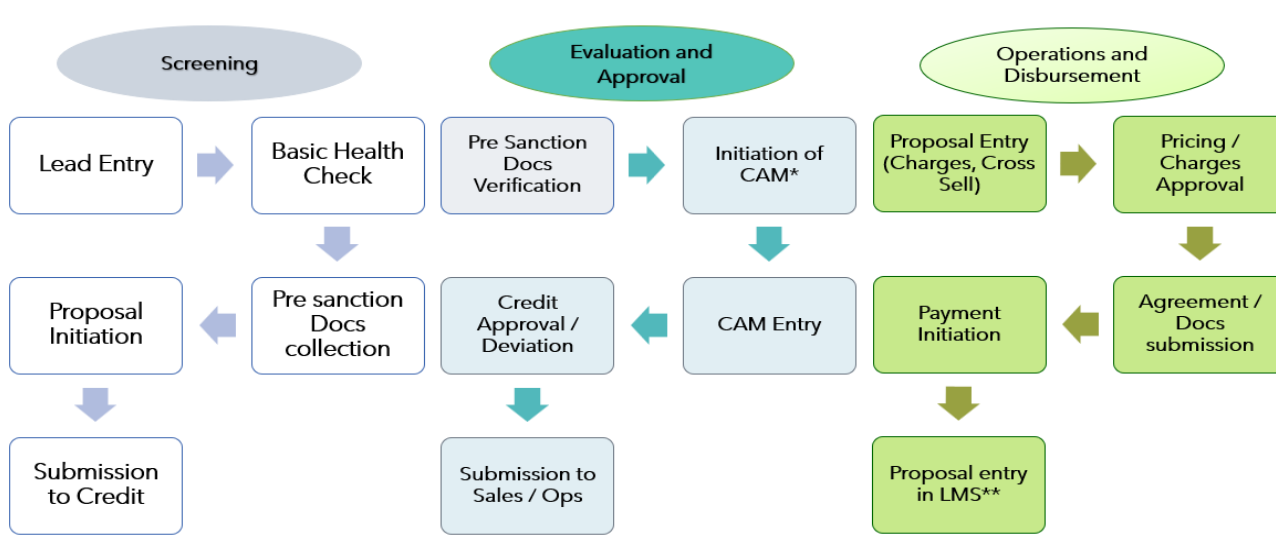 Screening
Evaluation and
Approval
Operations and
Disbursement
Lead Entry
Basic Health
Check
Pre sanction
Docs
collection
Proposal
Initiation
Submission
to Credit
Pre Sanction
Docs
Verification
Initiation of
CAM*
CAM Entry
Credit
Approval /
Deviation
Submission to
Sales / Ops
Proposal Entry
(Charges, Cross
Sell)
Pricing /
Charges
Approval
Agreement /
Docs
submission
Payment
Initiation
Proposal entry
in LMS**